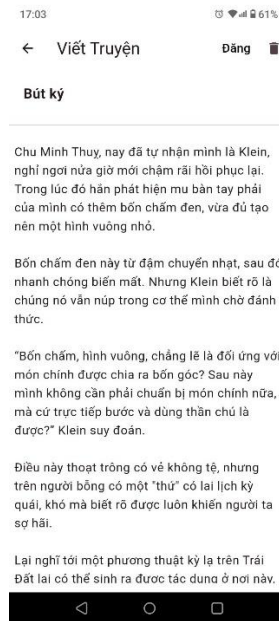 17:03
61%
Viết Truyện
Đăng
Bút ký
Chu Minh Thuỵ, nay đã tự nhận mình là Klein,
nghỉ ngơi nửa giờ mới chậm rãi hồi phục lại.
Trong lúc đó hắn phát hiện mu bàn tay phải
của mình có thêm bốn chấm đen, vừa đủ tạo
nên một hình vuông nhỏ.
Bốn chấm đen này từ đậm chuyển nhạt, sau đó
nhanh chóng biến mất. Nhưng Klein biết rõ là
chúng nó vẫn núp trong cơ thể mình chờ đánh
thức.
“Bốn chấm, hình vuông, chẳng lẽ là đối ứng với
món chính được chia ra bốn góc? Sau này
mình không cần phải chuẩn bị món chính nữa,
mà cứ trực tiếp bước và dùng thần chú là
được?” Klein suy đoán.
Điều này thoạt trông có vẻ không tệ, nhưng
trên người bỗng có một "thứ" có lai lịch kỳ
quái, khó mà biết rõ được luôn khiến người ta
sợ hãi.
Lại nghĩ tới một phương thuật kỳ lạ trên Trái
Đất lại có thể sinh ra được tác dụng ở nơi này,